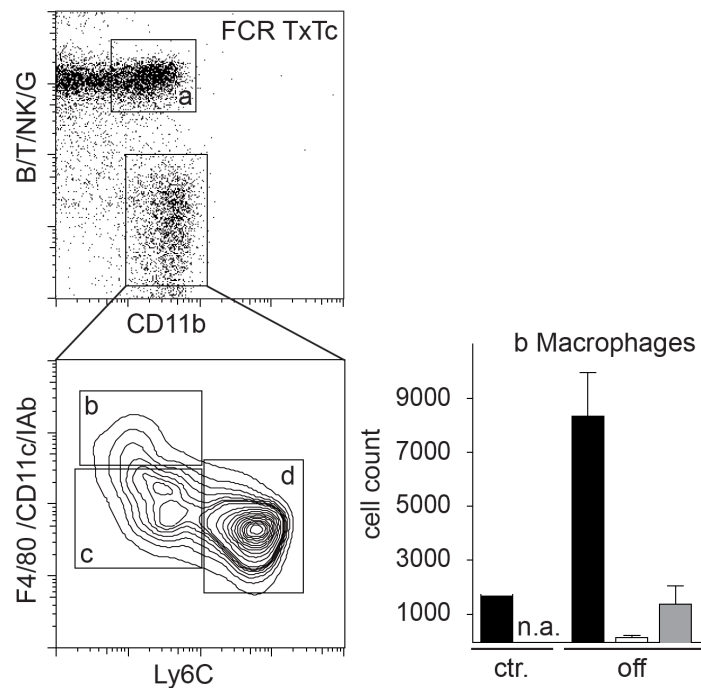 FCR TxTc
B/T/NK/G
a
CD11b
F4/80 /CD11c/IAb
b
c
d
Ly6C
b Macrophages
cell count
9000
7000
5000
3000
1000
n.a.
ctr.
off